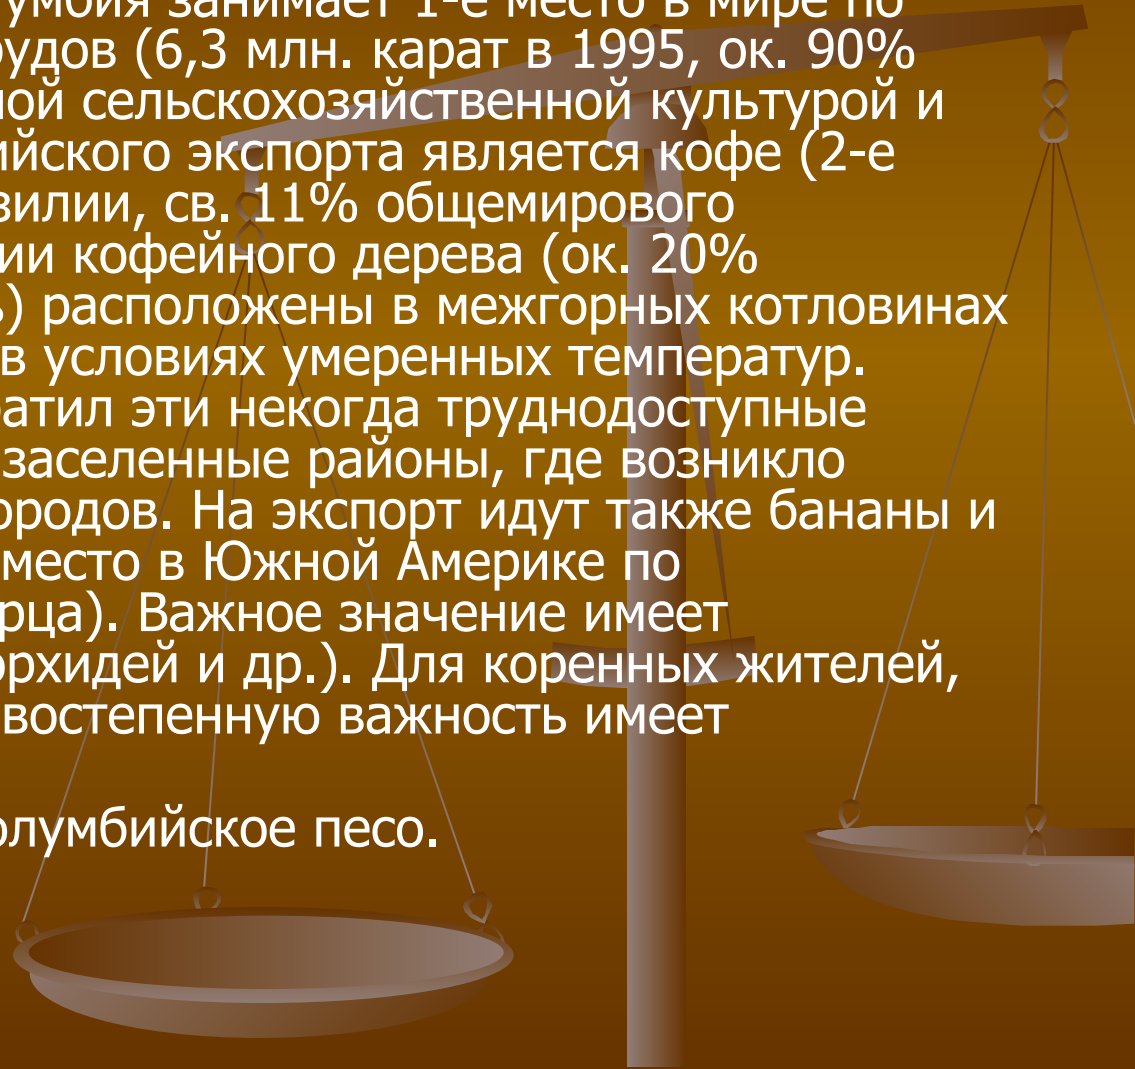 умбия занимает 1-е место в мире по
рудов (6,3 млн. карат в 1995, ок. 90%
ной сельскохозяйственной культурой и
ийского экспорта является кофе (2-е
зилии, св. 11% общемирового
ии кофейного дерева (ок. 20%
ь) расположены в межгорных котловинах
в условиях умеренных температур.
ратил эти некогда труднодоступные
заселенные районы, где возникло
ородов. На экспорт идут также бананы и
место в Южной Америке по
рца). Важное значение имеет
орхидей и др.). Для коренных жителей,
востепенную важность имеет
олумбийское песо.